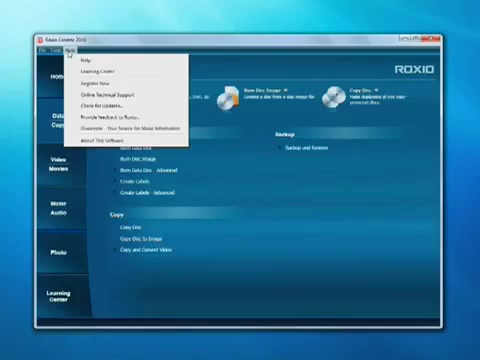 Roxio Creator 2010
File Tools Help
Help
Learning Center
Register Now
Online Technical Support
Check for Updates...
Provide feedback to Roxio...
Gracenote - Your Source for Music Information
About This Software
ROXIO
Home
Burn Disc Image
Creates a disc from a disc image file
Copy Disc
Make duplicates of non copy protected discs.
Data
Copy
Backup
Burn Data Disc
Backup and Restore
Burn Disc Image
Burn Data Disc - Advanced
Create Labels
Create Labels - Advanced
Video
Movies
Music
Audio
Copy
Copy Disc
Copy Disc to Image
Copy and Convert Video
Photo
Learning
Center